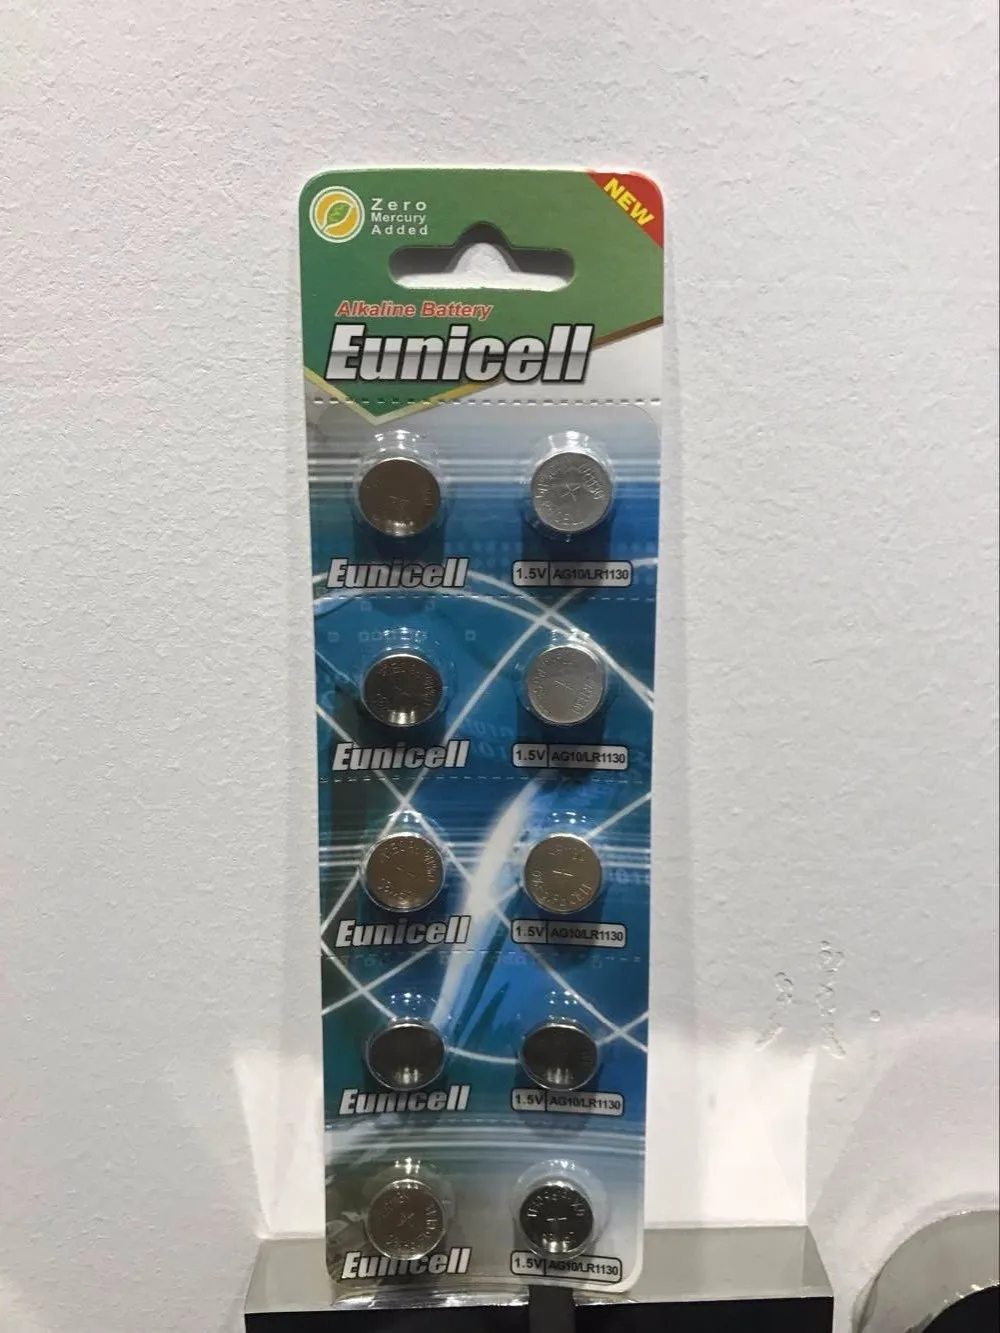 Zero
Mercury
Added
NEW
Alkaline Battery
Eunicell
Eunicell 1.5V AG10/LR1130
Eunicell 1.5V AG10/LR1130
Eunicell 1.5V AG10/LR1130
Eunicell 1.5V AG10/LR1130
Eunicell 1.5V AG10/LR1130